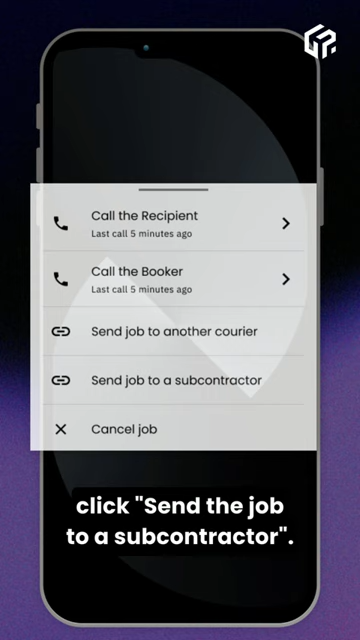 Call the Recipient
Last call 5 minutes ago
Call the Booker
Last call 5 minutes ago
Send job to another courier
Send job to a subcontractor
Cancel job
click "Send the job
to a subcontractor".